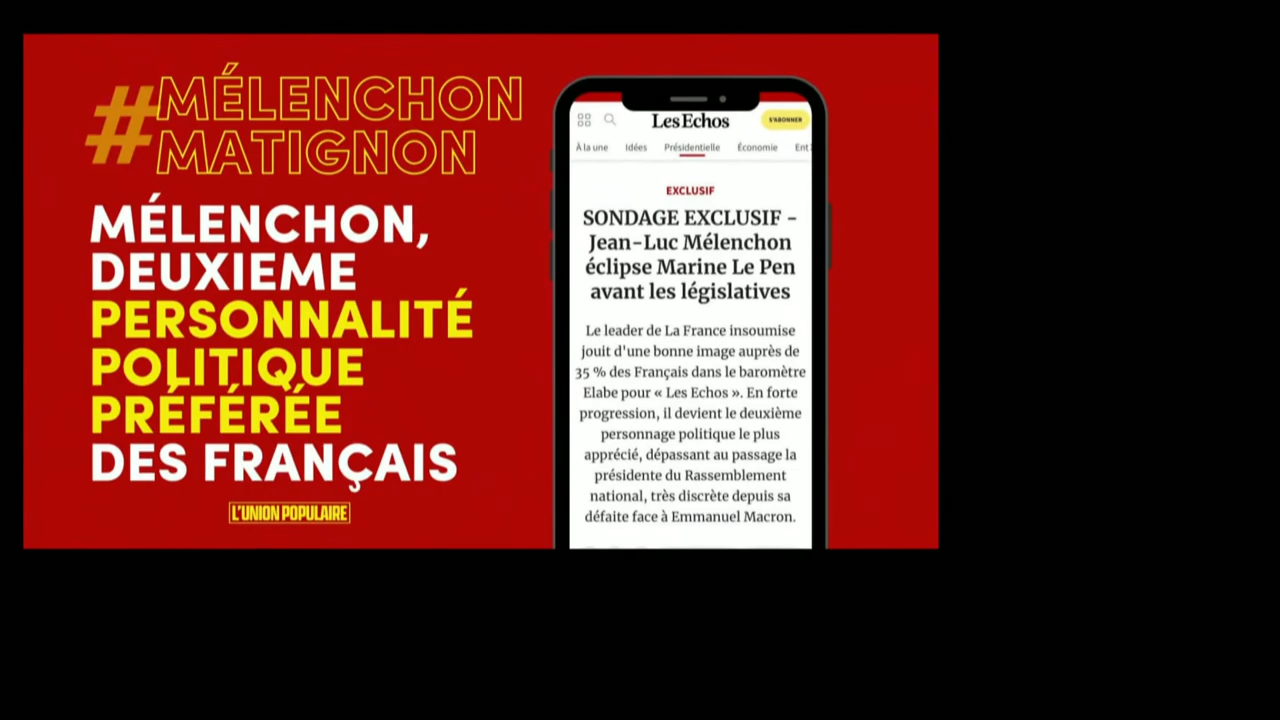 #MÉLENCHON
MATIGNON
MÉLENCHON,
DEUXIEME
PERSONNALITÉ
POLITIQUE
PRÉFÉRÉE
DES FRANÇAIS
L'UNION POPULAIRE
Les Echos
S'ABONNER
À la une Idées Présidentielle Économie Ent
EXCLUSIF
SONDAGE EXCLUSIF -
Jean-Luc Mélenchon
éclipse Marine Le Pen
avant les législatives
Le leader de La France insoumise
jouit d'une bonne image auprès de
35 % des Français dans le baromètre
Elabe pour « Les Echos ». En forte
progression, il devient le deuxième
personnage politique le plus
apprécié, dépassant au passage la
présidente du Rassemblement
national, très discrète depuis sa
défaite face à Emmanuel Macron.